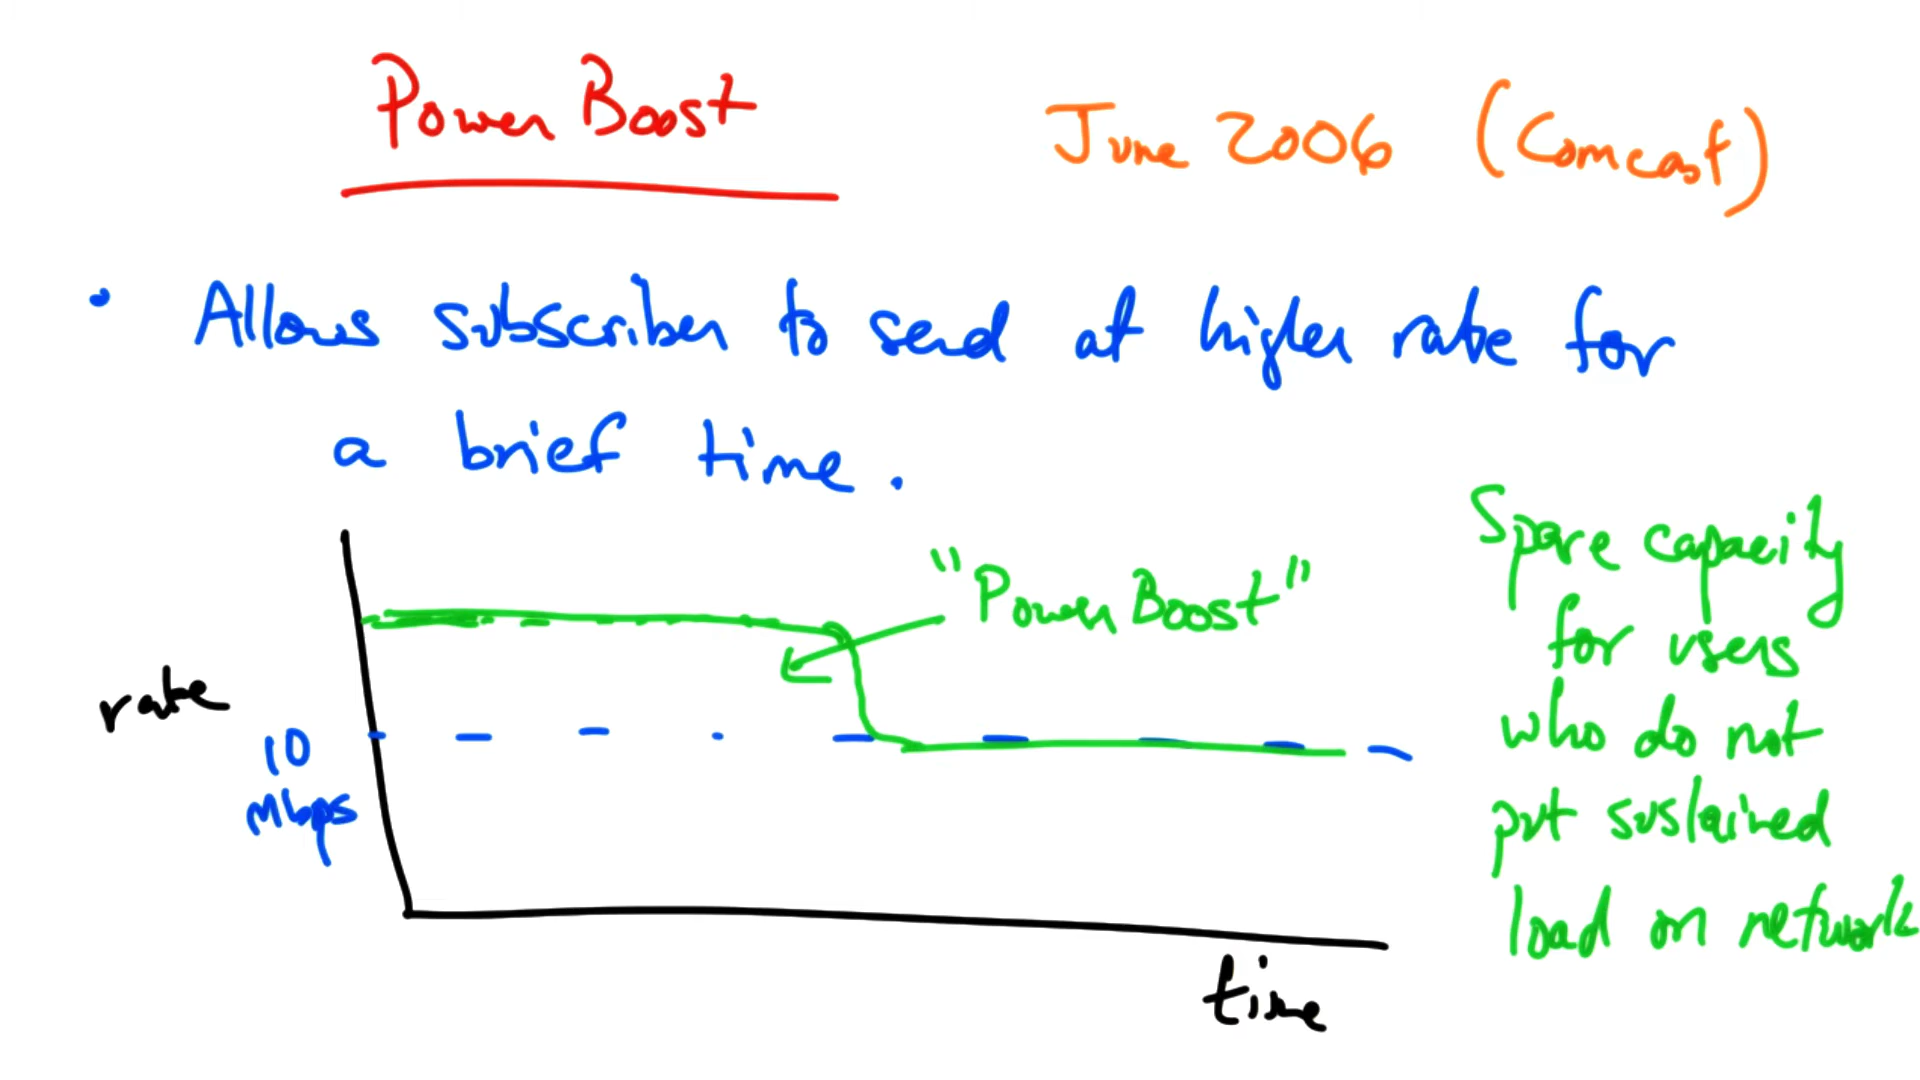 Power Boost
June 2006 (Comcast)
• Allows subscriber to send at higher rate for
a brief time.
"Power Boost"
rate
10
Mbps
time
Spare capacity
for users
who do not
put sustained
load on network